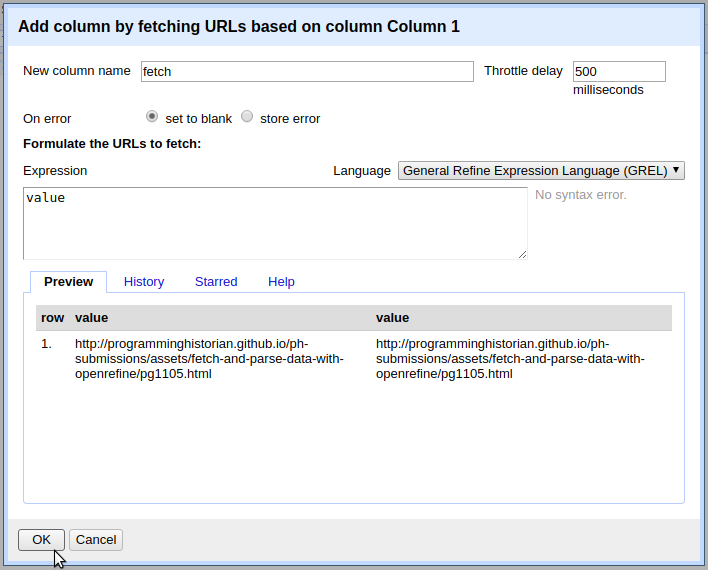 Add column by fetching URLs based on column Column 1
New column name fetch Throttle delay 500
milliseconds
On error set to blank store error
Formulate the URLs to fetch:
Expression Language General Refine Expression Language (GREL)
value No syntax error.
Preview History Starred Help
row value value
1. http://programminghistorian.github.io/ph- http://programminghistorian.github.io/ph-
submissions/assets/fetch-and-parse-data-with- submissions/assets/fetch-and-parse-data-with-
openrefine/pg1105.html openrefine/pg1105.html
OK Cancel